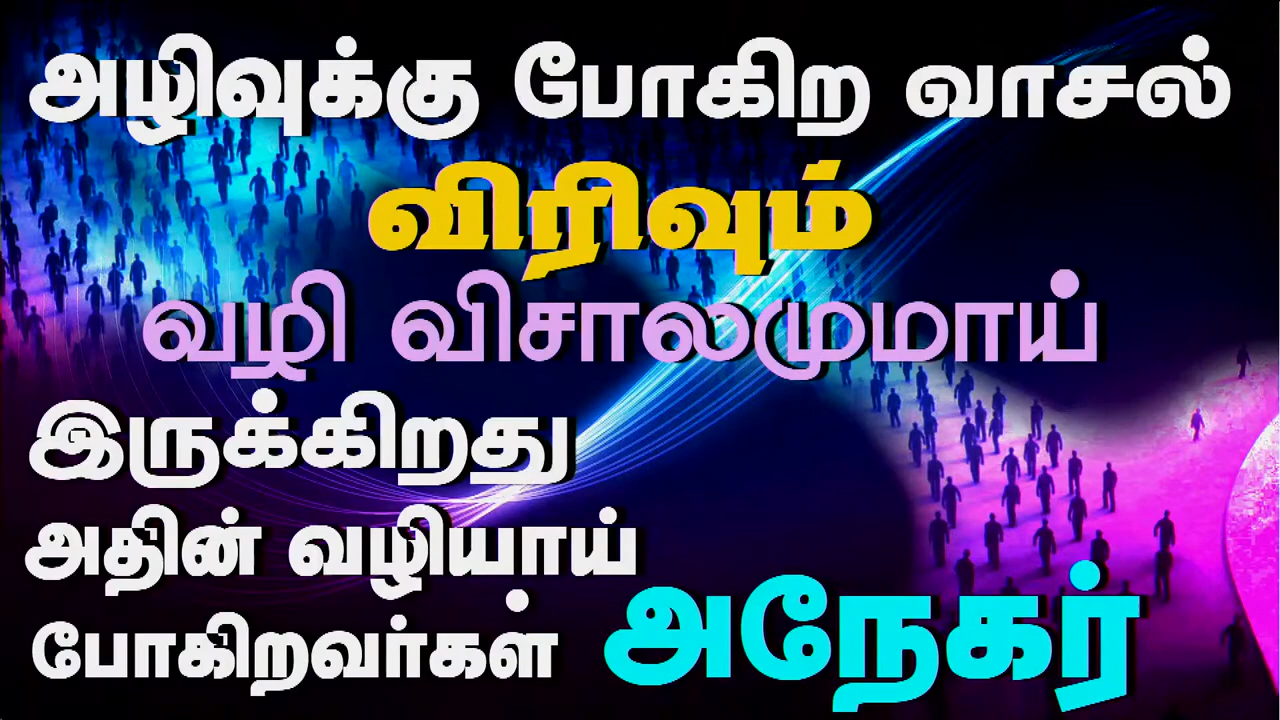 அழிவுக்கு போகிற வாசல்
விரிவும்
வழி விசாலமுமாய்
இருக்கிறது
அதின் வழியாய்
போகிறவர்கள் அநேகர்